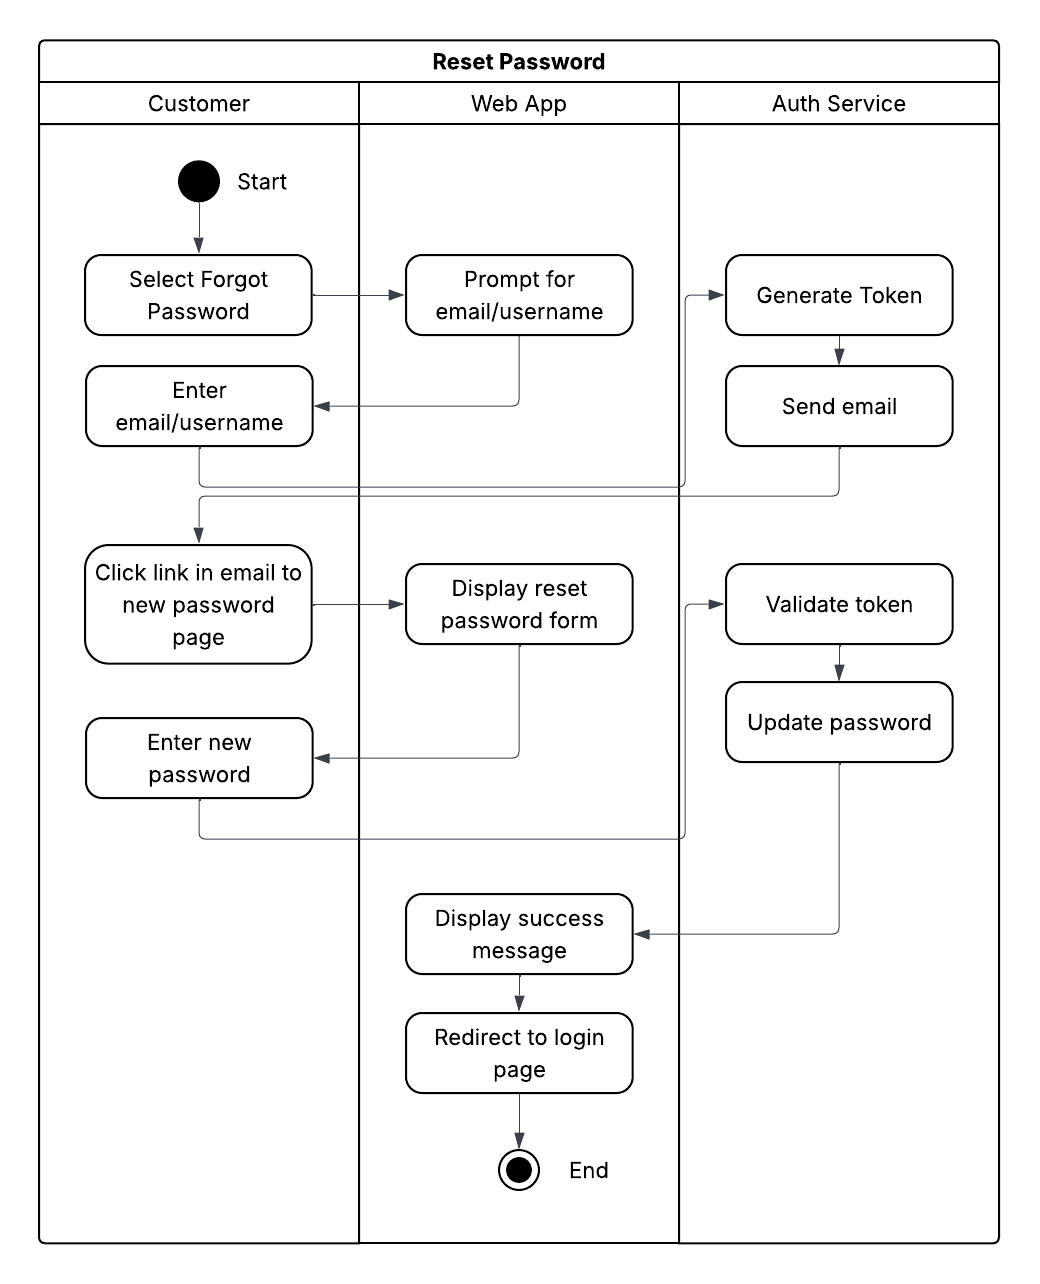 Reset Password
Customer
Web App
Auth Service
Start
Select Forgot
Password
Prompt for
email/username
Generate Token
Enter
email/username
Send email
Click link in email to
new password
page
Display reset
password form
Validate token
Enter new
password
Update password
Display success
message
Redirect to login
page
End